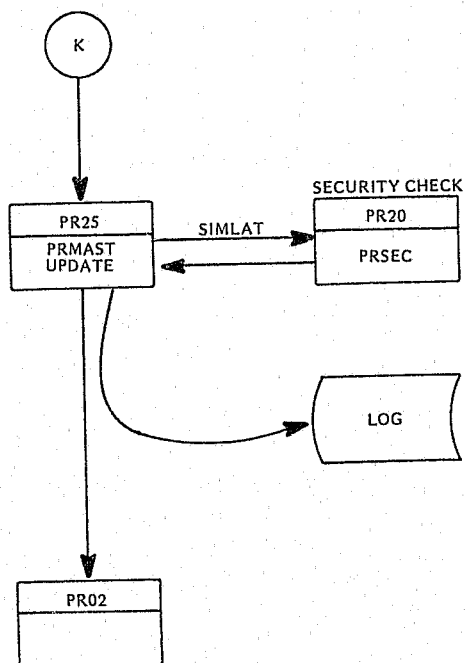 K
SECURITY CHECK
PR25
SIMLAT
PR20
PRMAST
UPDATE
PRSEC
LOG
PR02